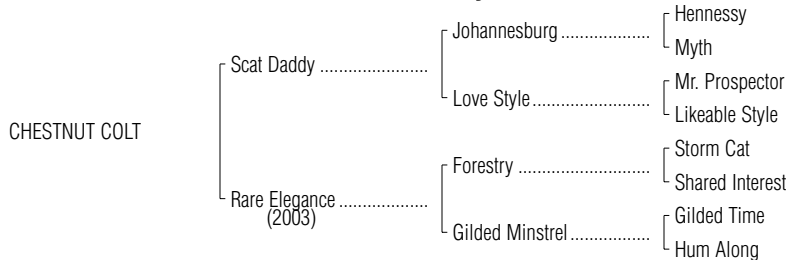 Hennessy
Johannesburg ...................
Myth
Scat Daddy .......................
Mr. Prospector
Love Style.........................
Likeable Style
CHESTNUT COLT
Storm Cat
Forestry ............................
Shared Interest
Rare Elegance ...................
(2003)
Gilded Time
Gilded Minstrel.................
Hum Along